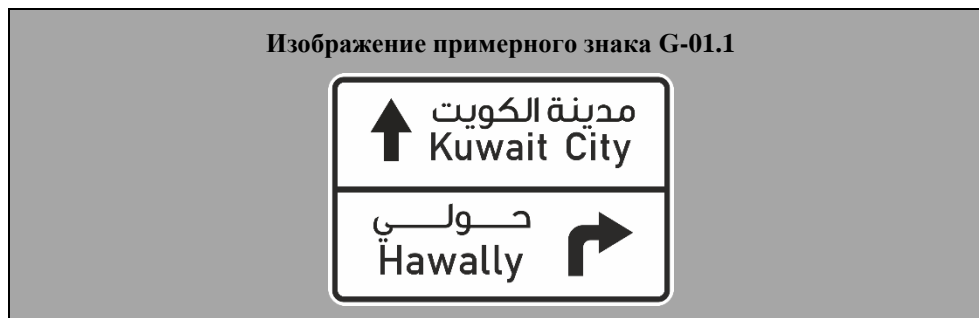 Изображение примерного знака G-01.1
مدينة الكويت
Kuwait City
حـــولـــي
Hawally